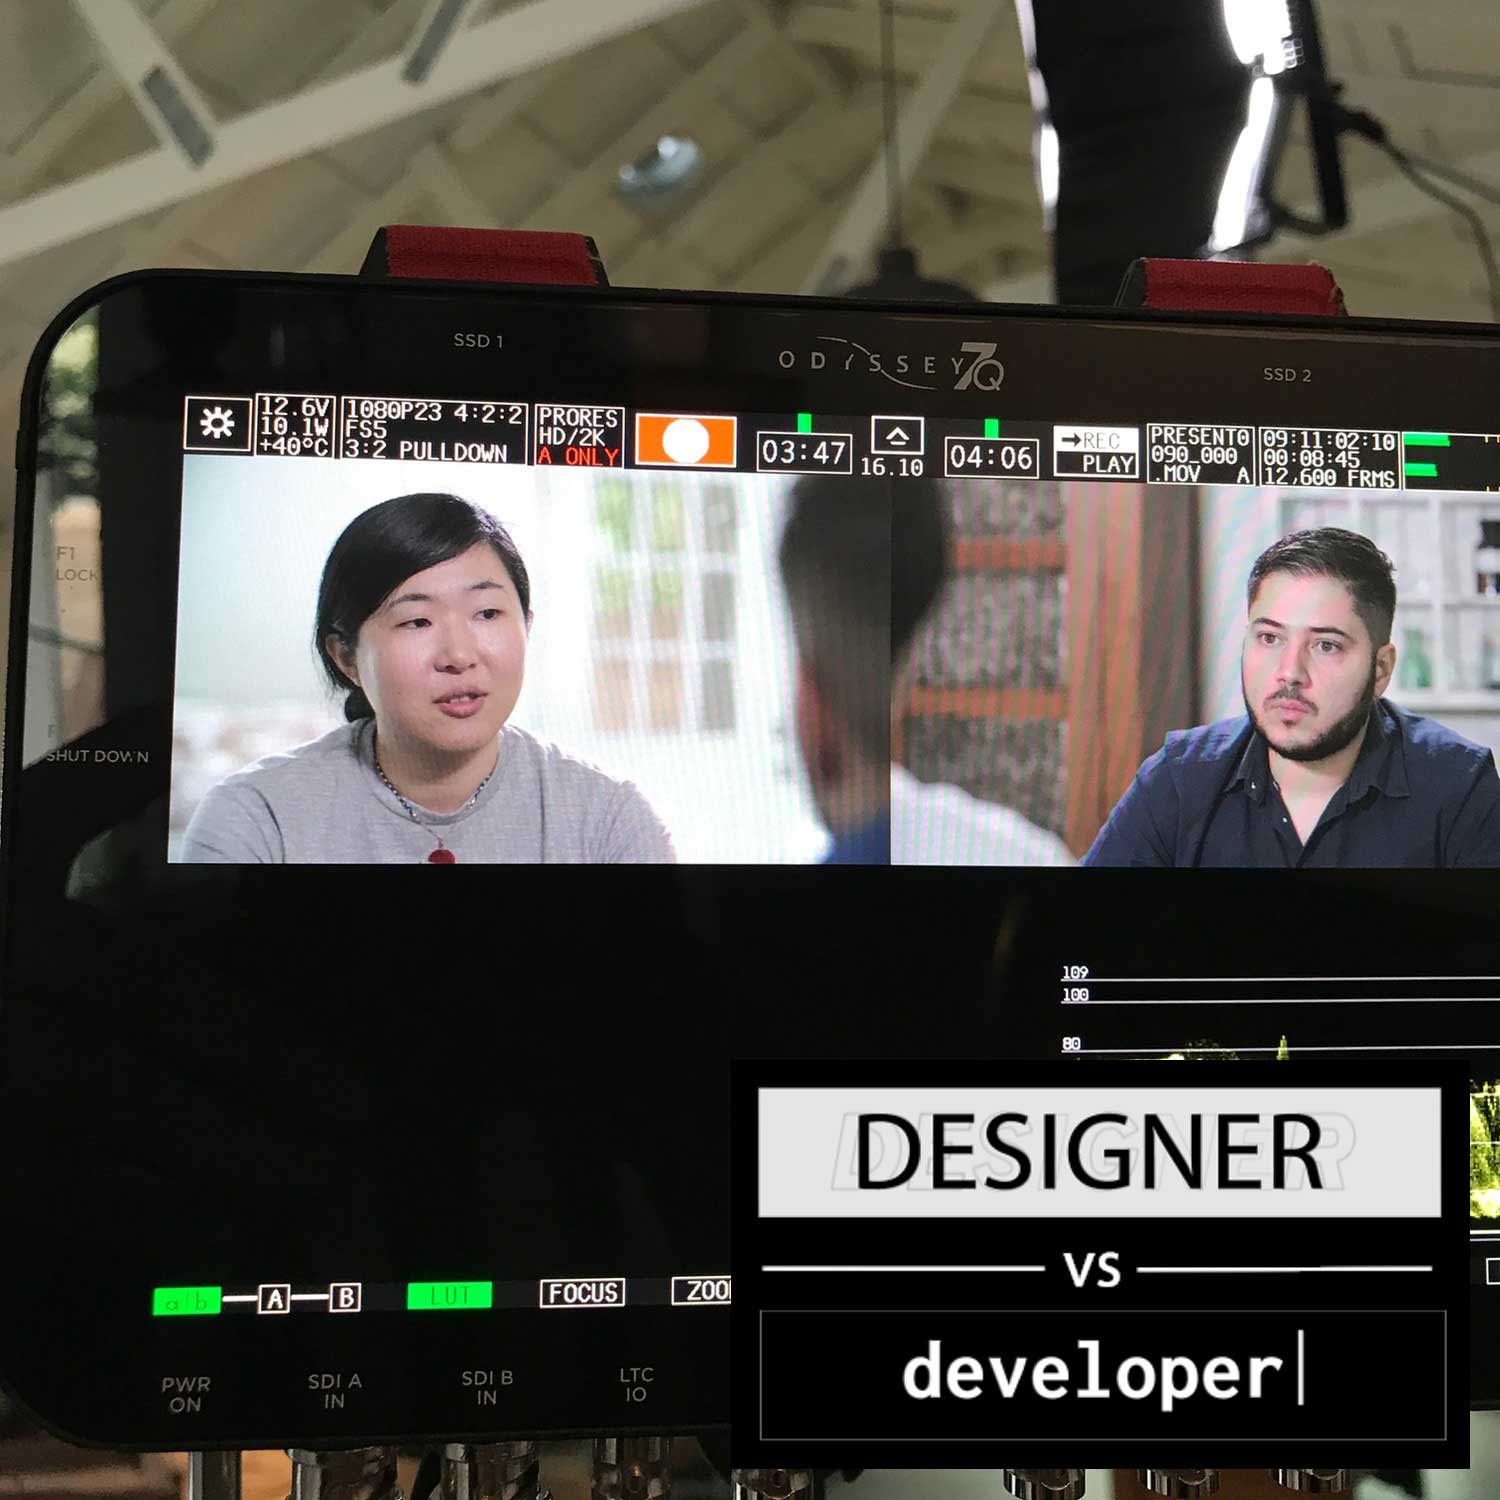 SSD 1
ODYSSEY7Q
SSD 2
12.6V
10.1W
+40°C
1080P23 4:2:2
FS5
3:2 PULLDOWN
PRORES
HD/2K
A ONLY
03:47
16.10
04:06
→REC
PLAY
PRESENT0
090_000
.MOV A
09:11:02:10
00:08:45
12,600 FRMS
F1
LOCK
SHUT DOWN
109
100
80
a|b
A
B
LUT
FOCUS
ZOO
PWR
ON
SDI A
IN
SDI B
IN
LTC
IO
DESIGNER
VS
developer|